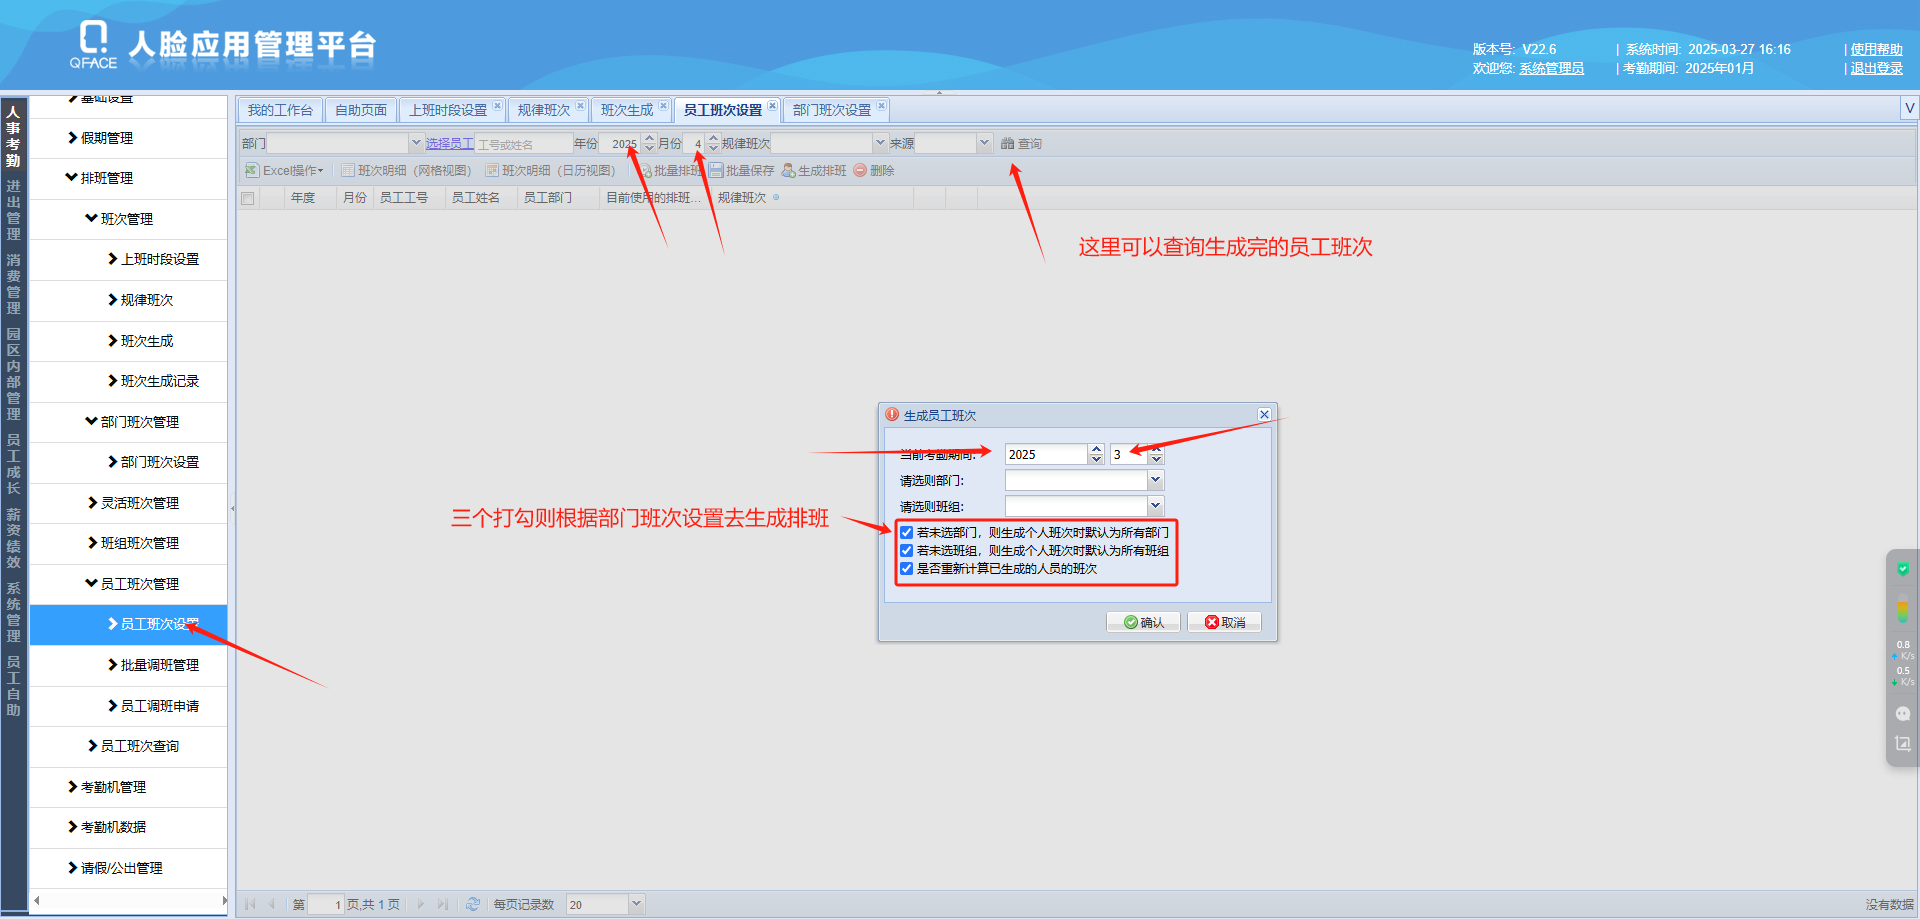 QFACE
人脸应用管理平台
版本号: V22.6 | 系统时间: 2025-03-27 16:16 | 使用帮助
欢迎您: 系统管理员 | 考勤期间: 2025年01月 | 退出登录
人事考勤
进出管理
消费管理
园区内部管理
员工成长
薪资绩效
系统管理
员工自助
基础设置
假期管理
排班管理
班次管理
上班时段设置
规律班次
班次生成
班次生成记录
部门班次管理
部门班次设置
灵活班次管理
班组班次管理
员工班次管理
员工班次设置
批量调班管理
员工调班申请
员工班次查询
考勤机管理
考勤机数据
请假/公出管理
我的工作台 自助页面 上班时段设置 规律班次 班次生成 员工班次设置 部门班次设置 V
部门 选择员工 工号或姓名 年份 2025 月份 4 规律班次 来源 查询
Excel操作 班次明细（网格视图） 班次明细（日历视图） 批量排班 批量保存 生成排班 删除
年度 月份 员工工号 员工姓名 员工部门 目前使用的排班... 规律班次
这里可以查询生成完的员工班次
生成员工班次
当前考勤期间: 2025 3
请选则部门:
请选则班组:
三个打勾则根据部门班次设置去生成排班
若未选部门，则生成个人班次时默认为所有部门
若未选班组，则生成个人班次时默认为所有班组
是否重新计算已生成的人员的班次
确认 取消
0.8
K/s
0.5
K/s
第 1 页,共 1 页 每页记录数 20 没有数据